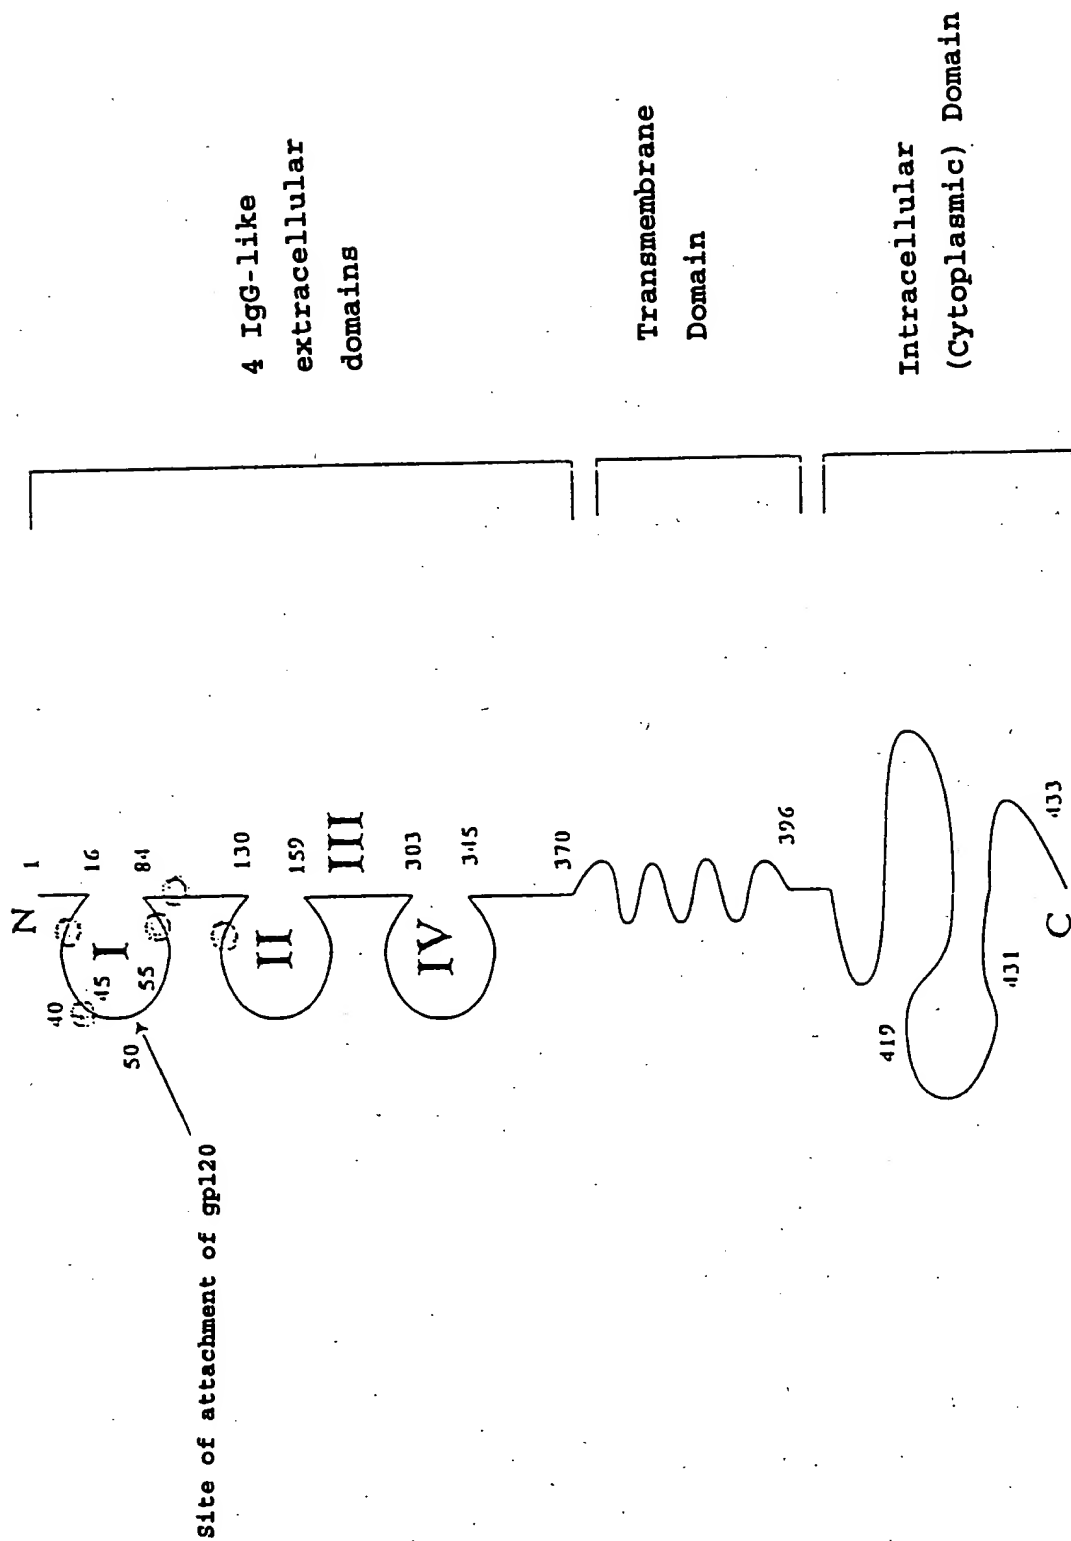 N
1
16
84
130
159
303
345
370
396
433
C
I
II
III
IV
40
45
50
55
419
431
Site of attachment of gp120
4 IgG-like
extracellular
domains
Transmembrane
Domain
Intracellular
(Cytoplasmic) Domain